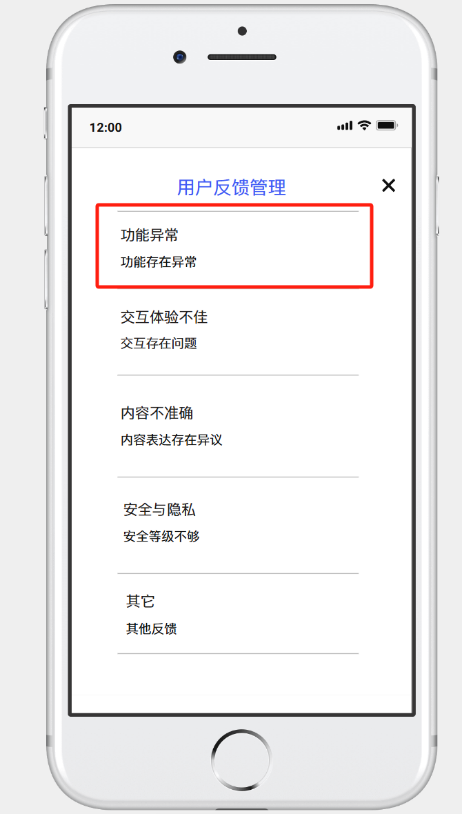 12:00
用户反馈管理
功能异常
功能存在异常
交互体验不佳
交互存在问题
内容不准确
内容表达存在异议
安全与隐私
安全等级不够
其它
其他反馈